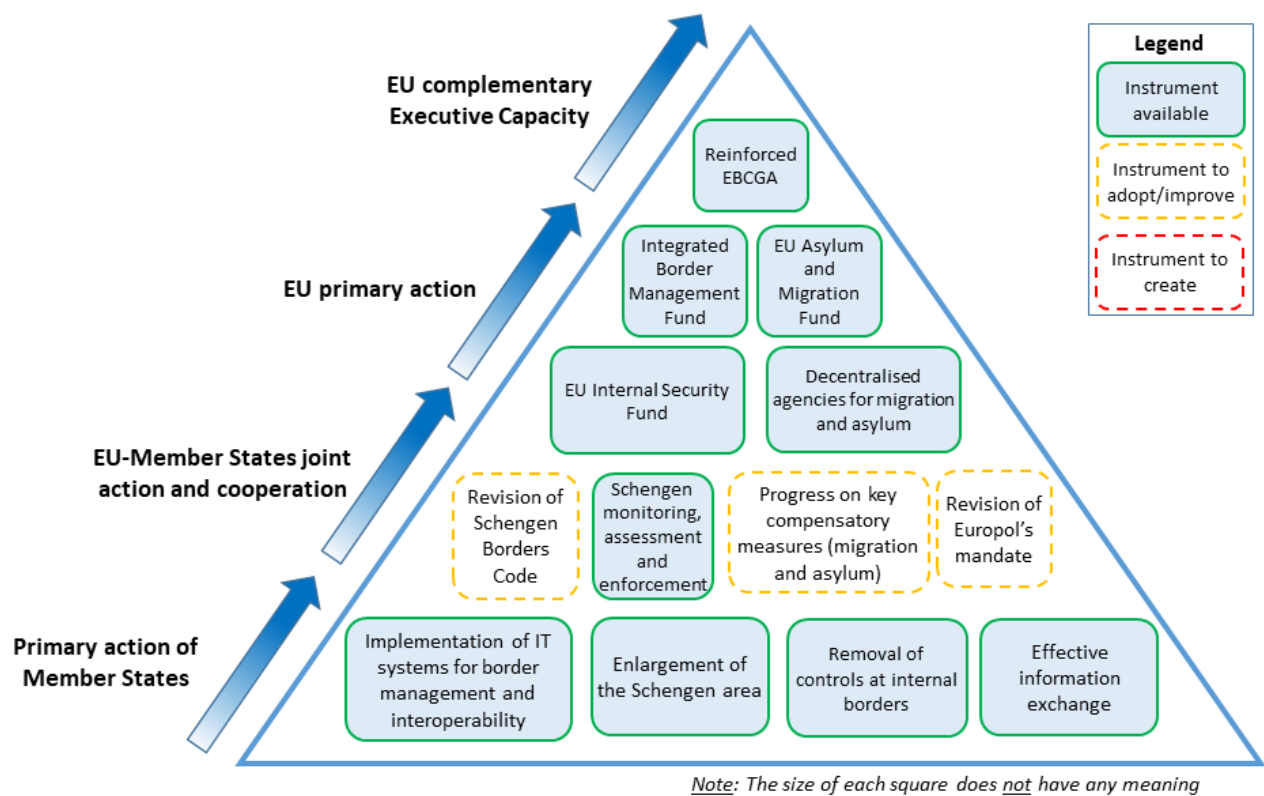 Legend
Instrument
available
Instrument to
adopt/improve
Instrument to
create
EU complementary
Executive Capacity
EU primary action
EU-Member States joint
action and cooperation
Primary action of
Member States
Reinforced
EBCGA
Integrated
Border
Management
Fund
EU Asylum
and
Migration
Fund
EU Internal Security
Fund
Decentralised
agencies for migration
and asylum
Revision of
Schengen
Borders
Code
Schengen
monitoring,
assessment
and
enforcement
Progress on key
compensatory
measures (migration
and asylum)
Revision of
Europol’s
mandate
Implementation of IT
systems for border
management and
interoperability
Enlargement of
the Schengen area
Removal of
controls at internal
borders
Effective
information
exchange
Note: The size of each square does not have any meaning